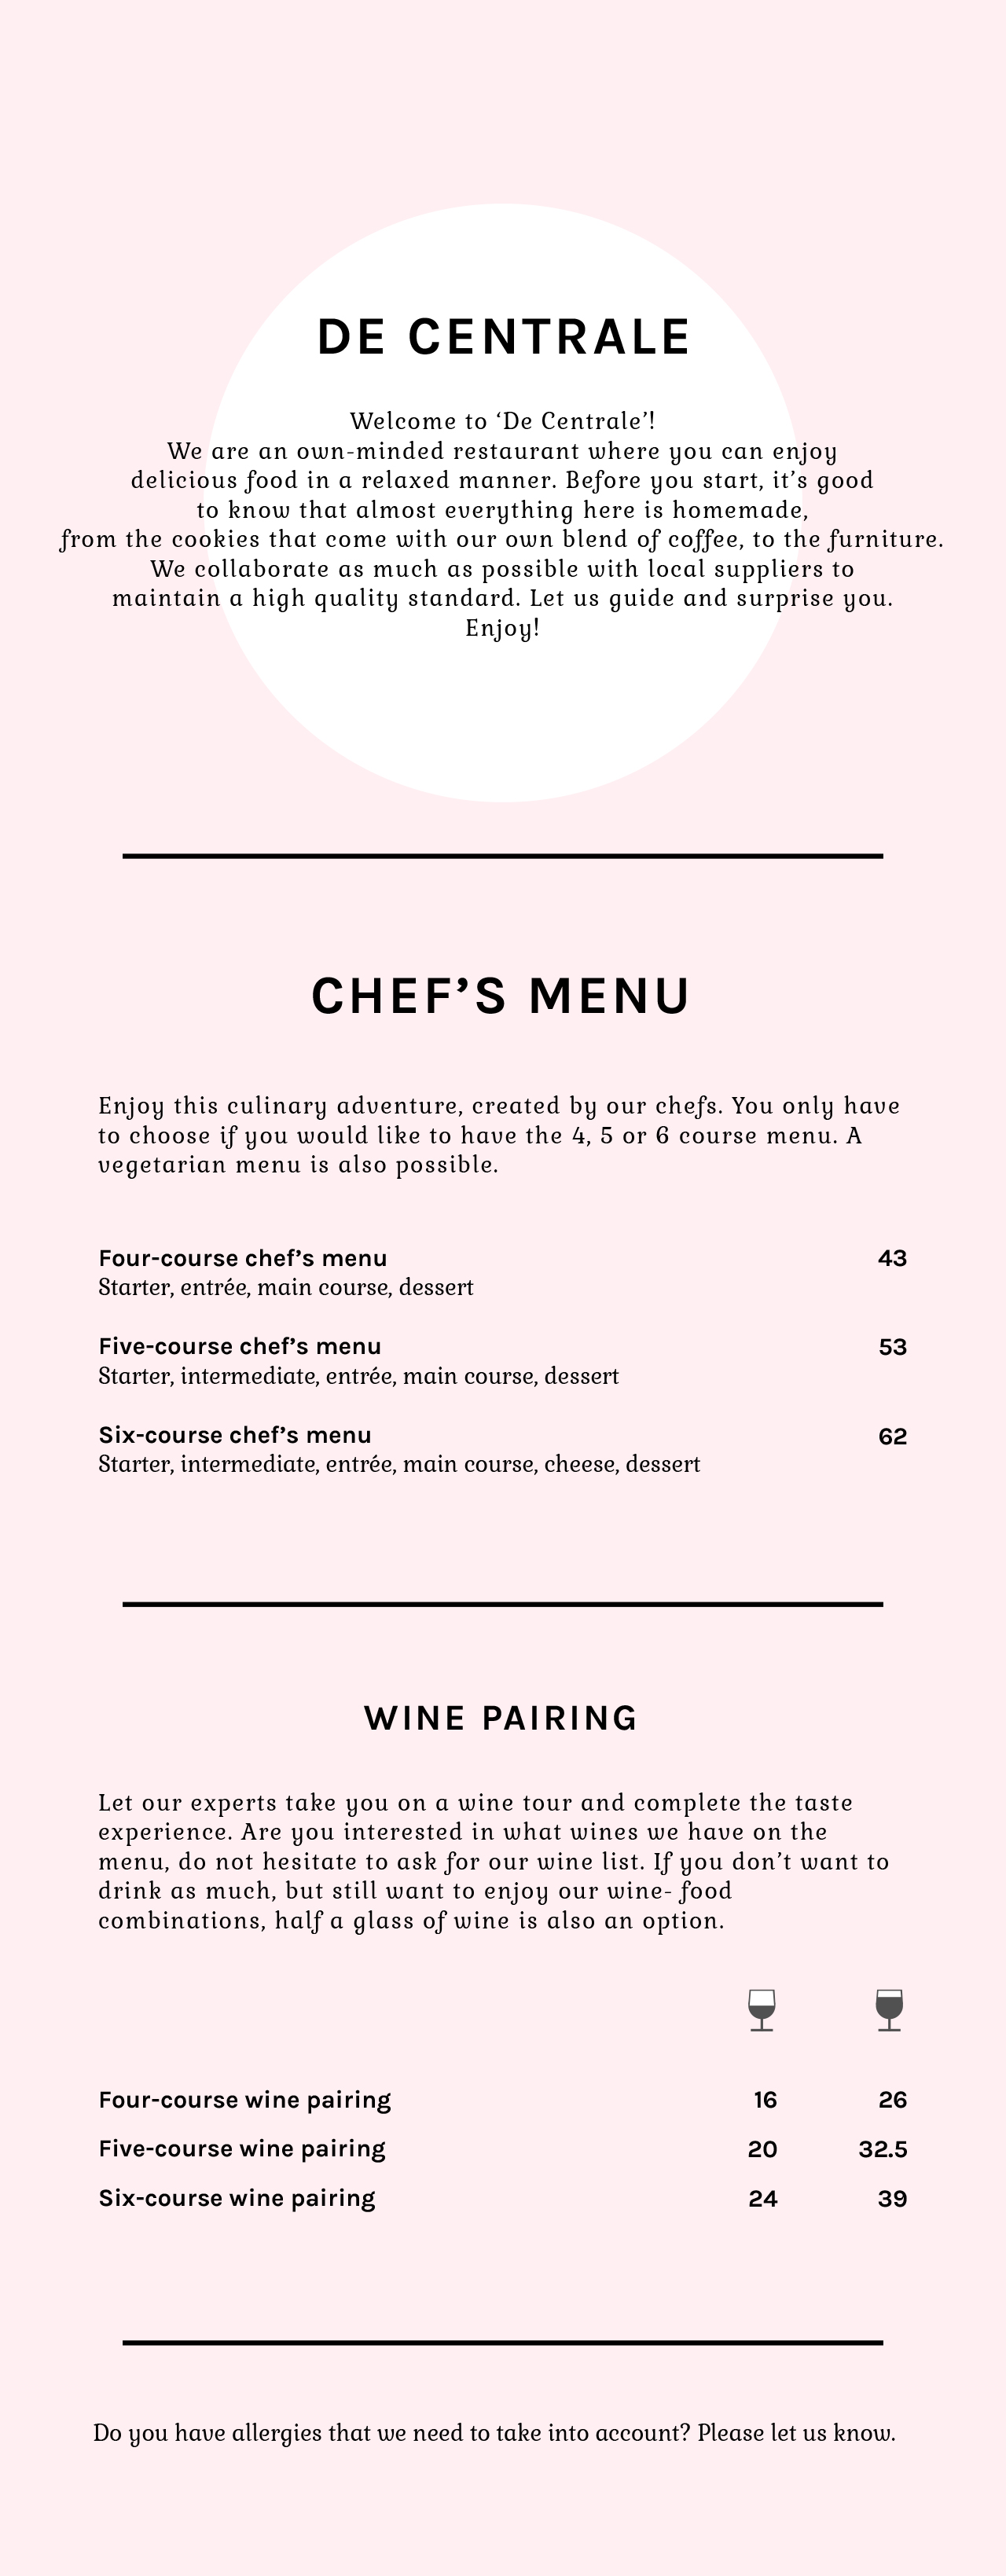 DE CENTRALE
Welcome to ‘De Centrale’!
We are an own-minded restaurant where you can enjoy
delicious food in a relaxed manner. Before you start, it’s good
to know that almost everything here is homemade,
from the cookies that come with our own blend of coffee, to the furniture.
We collaborate as much as possible with local suppliers to
maintain a high quality standard. Let us guide and surprise you.
Enjoy!
CHEF’S MENU
Enjoy this culinary adventure, created by our chefs. You only have
to choose if you would like to have the 4, 5 or 6 course menu. A
vegetarian menu is also possible.
Four-course chef’s menu 43
Starter, entrée, main course, dessert
Five-course chef’s menu 53
Starter, intermediate, entrée, main course, dessert
Six-course chef’s menu 62
Starter, intermediate, entrée, main course, cheese, dessert
WINE PAIRING
Let our experts take you on a wine tour and complete the taste
experience. Are you interested in what wines we have on the
menu, do not hesitate to ask for our wine list. If you don’t want to
drink as much, but still want to enjoy our wine- food
combinations, half a glass of wine is also an option.
Four-course wine pairing 16 26
Five-course wine pairing 20 32.5
Six-course wine pairing 24 39
Do you have allergies that we need to take into account? Please let us know.